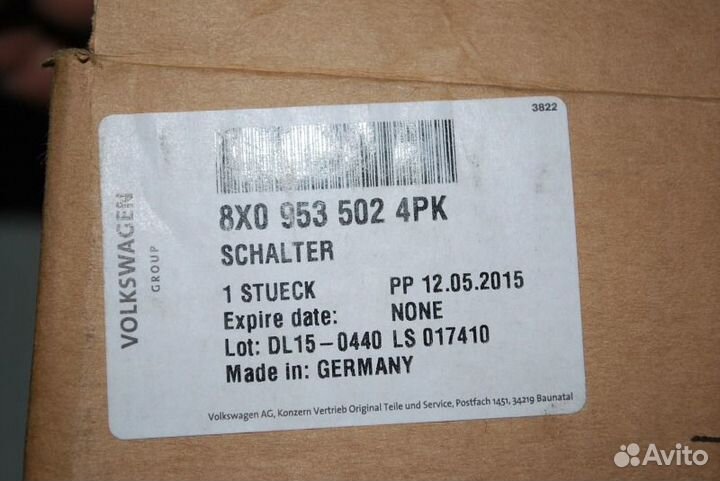 3822
8X0 953 502 4PK
SCHALTER
1 STUECK PP 12.05.2015
Expire date: NONE
Lot: DL15-0440 LS 017410
Made in: GERMANY
VOLKSWAGEN
GROUP
Volkswagen AG, Konzern Vertrieb Original Teile und Service, Postfach 1451, 34219 Baunatal
Avito